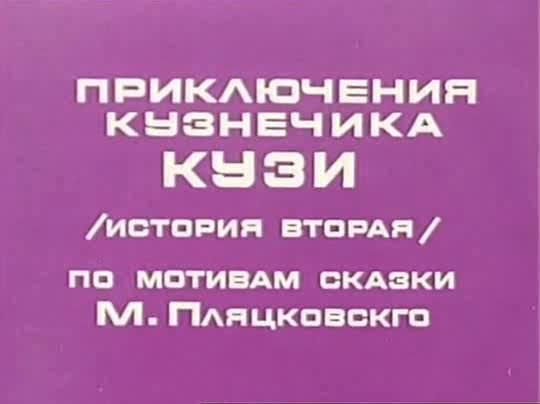 ПРИКЛЮЧЕНИЯ
КУЗНЕЧИКА
КУЗИ
/ИСТОРИЯ ВТОРАЯ/
ПО МОТИВАМ СКАЗКИ
М. ПЛЯЦКОВСКГО